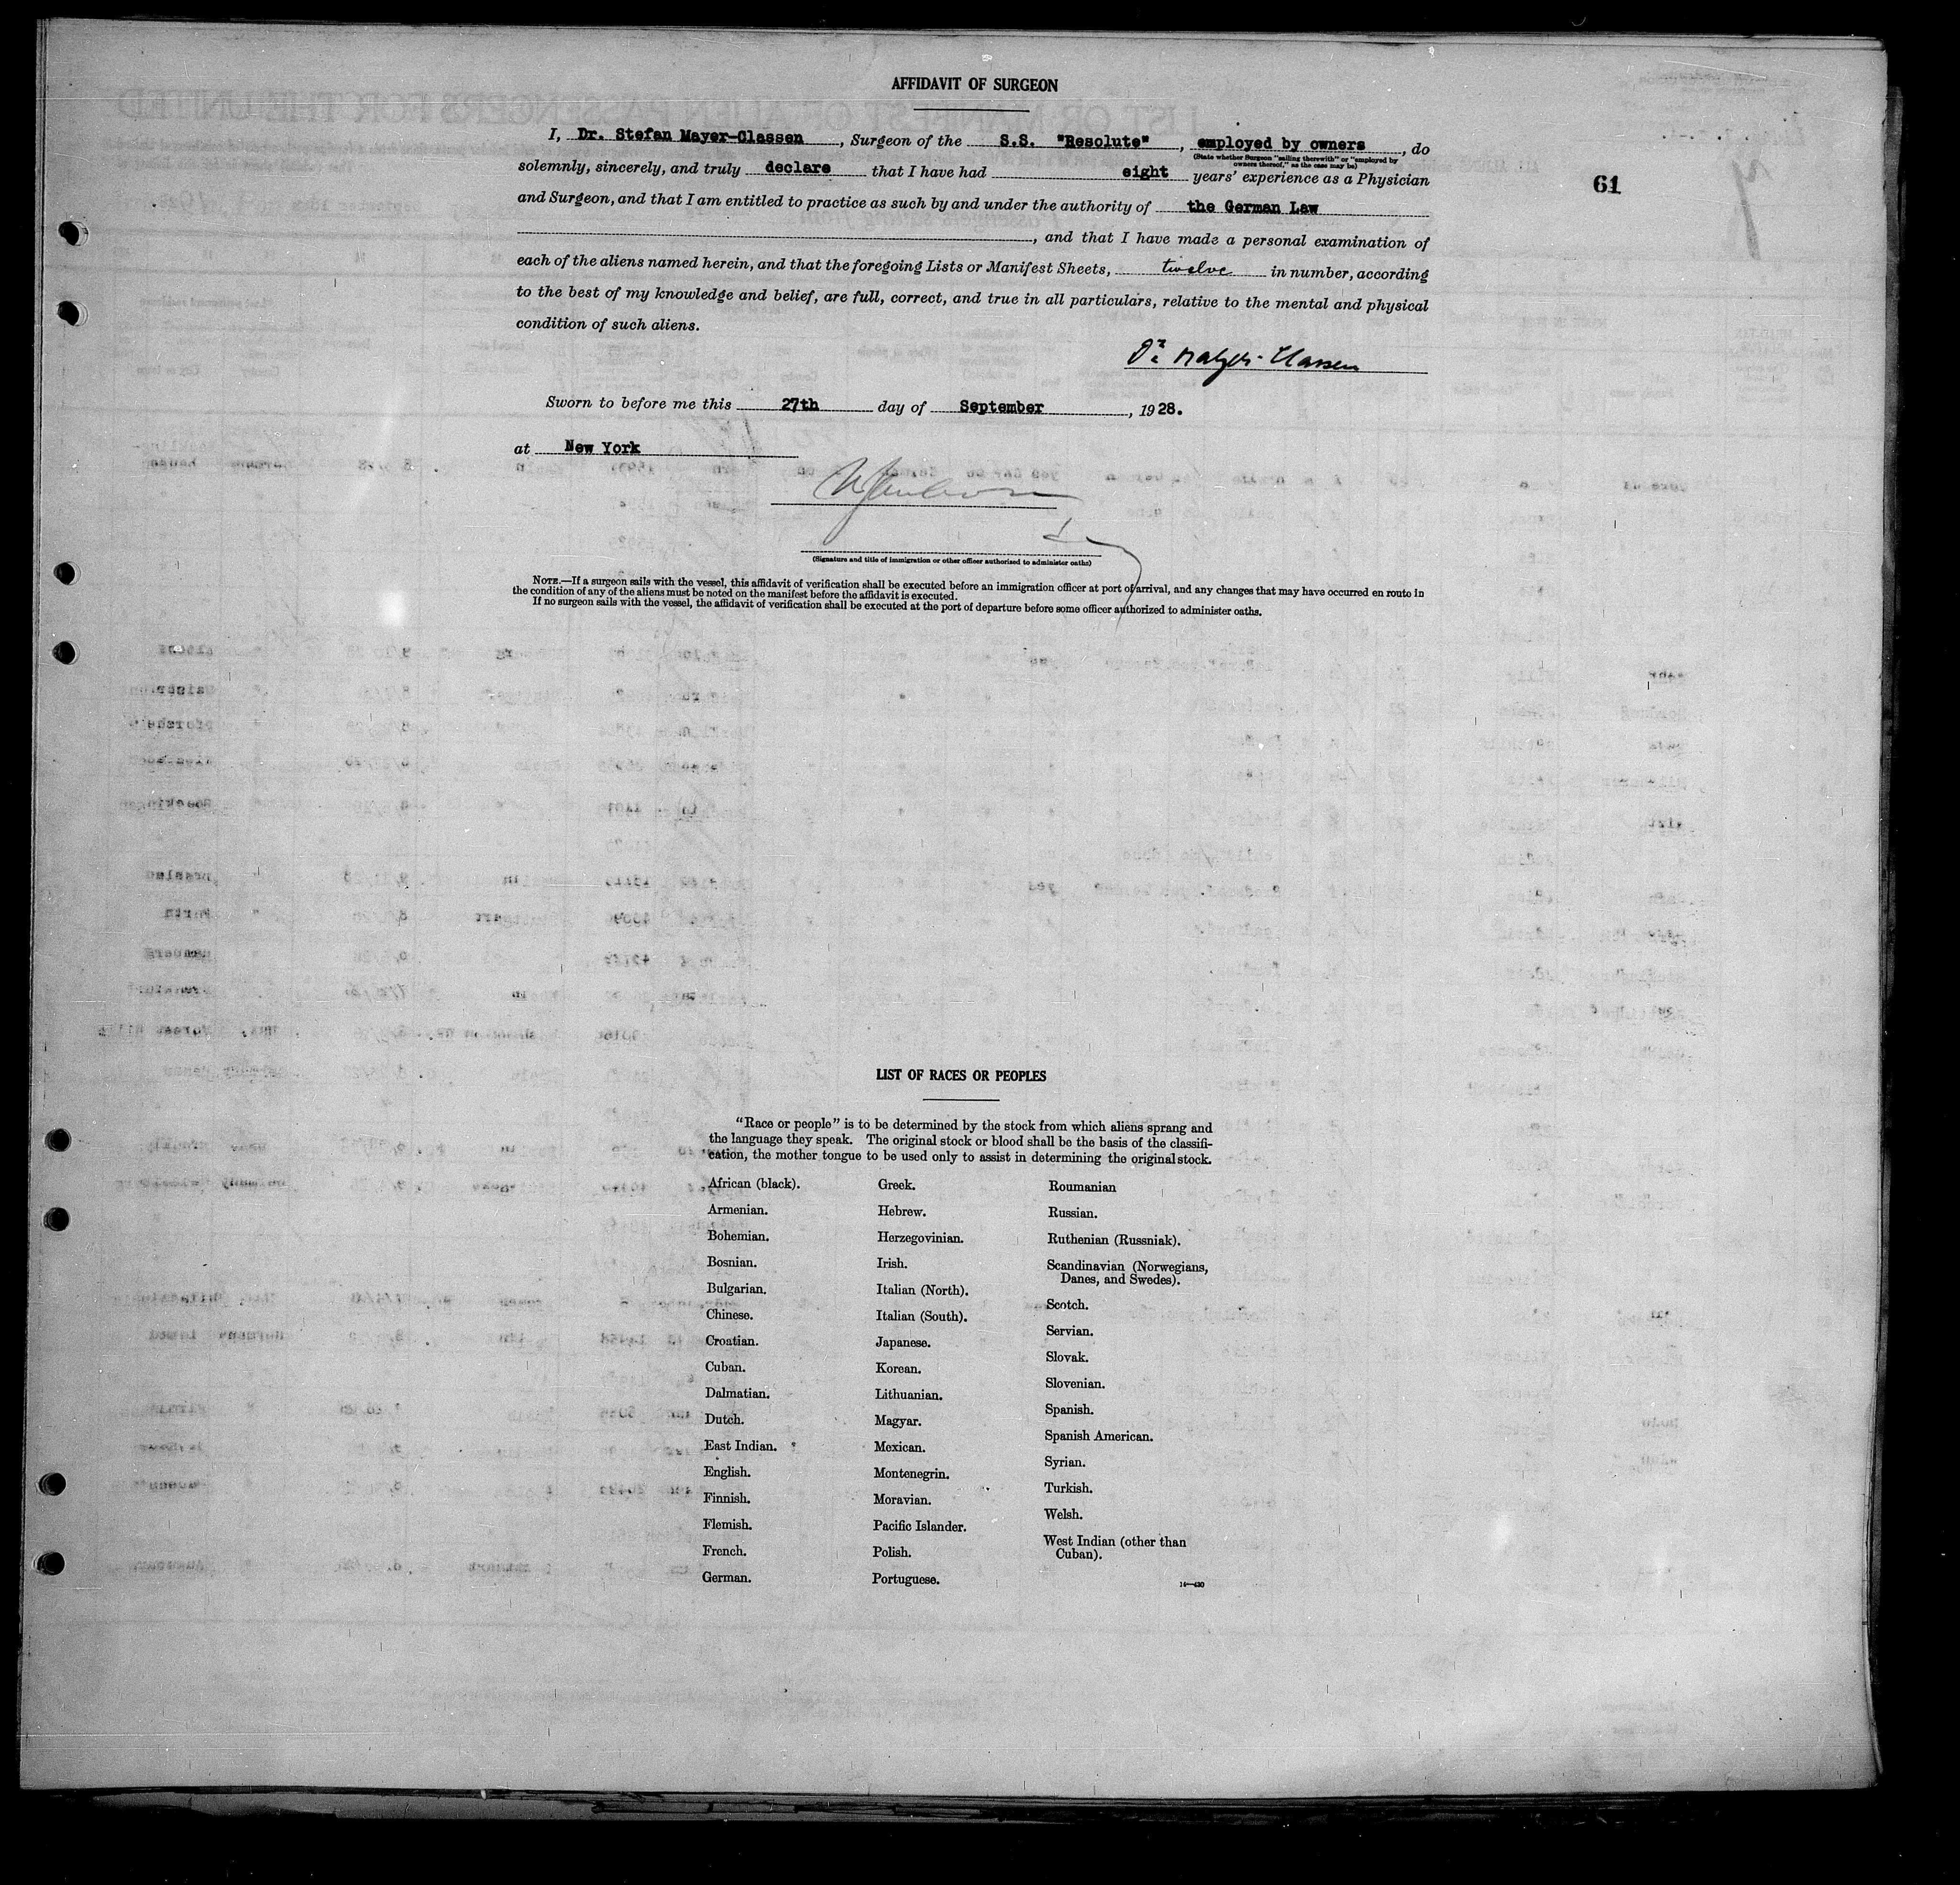 AFFIDAVIT OF SURGEON
61
I, Dr. Stefan Mayer-Classen, Surgeon of the S.S. "Resolute", employed by owners, do
(State whether Surgeon "sailing therewith" or "employed by owners thereof," as the case may be)
solemnly, sincerely, and truly declare that I have had eight years' experience as a Physician
and Surgeon, and that I am entitled to practice as such by and under the authority of the German Law
, and that I have made a personal examination of
each of the aliens named herein, and that the foregoing Lists or Manifest Sheets, twelve in number, according
to the best of my knowledge and belief, are full, correct, and true in all particulars, relative to the mental and physical
condition of such aliens.
Dr. Mayer-Classen
Sworn to before me this 27th day of September, 1928.
at New York
(Signature and title of immigration or other officer authorized to administer oaths)
NOTE.—If a surgeon sails with the vessel, this affidavit of verification shall be executed before an immigration officer at port of arrival, and any changes that may have occurred en route in
the condition of any of the aliens must be noted on the manifest before the affidavit is executed.
If no surgeon sails with the vessel, the affidavit of verification shall be executed at the port of departure before some officer authorized to administer oaths.
LIST OF RACES OR PEOPLES
"Race or people" is to be determined by the stock from which aliens sprang and
the language they speak. The original stock or blood shall be the basis of the classifi-
cation, the mother tongue to be used only to assist in determining the original stock.
African (black).
Armenian.
Bohemian.
Bosnian.
Bulgarian.
Chinese.
Croatian.
Cuban.
Dalmatian.
Dutch.
East Indian.
English.
Finnish.
Flemish.
French.
German.
Greek.
Hebrew.
Herzegovinian.
Irish.
Italian (North).
Italian (South).
Japanese.
Korean.
Lithuanian.
Magyar.
Mexican.
Montenegrin.
Moravian.
Pacific Islander.
Polish.
Portuguese.
Roumanian
Russian.
Ruthenian (Russniak).
Scandinavian (Norwegians,
Danes, and Swedes).
Scotch.
Servian.
Slovak.
Slovenian.
Spanish.
Spanish American.
Syrian.
Turkish.
Welsh.
West Indian (other than
Cuban).
14—430